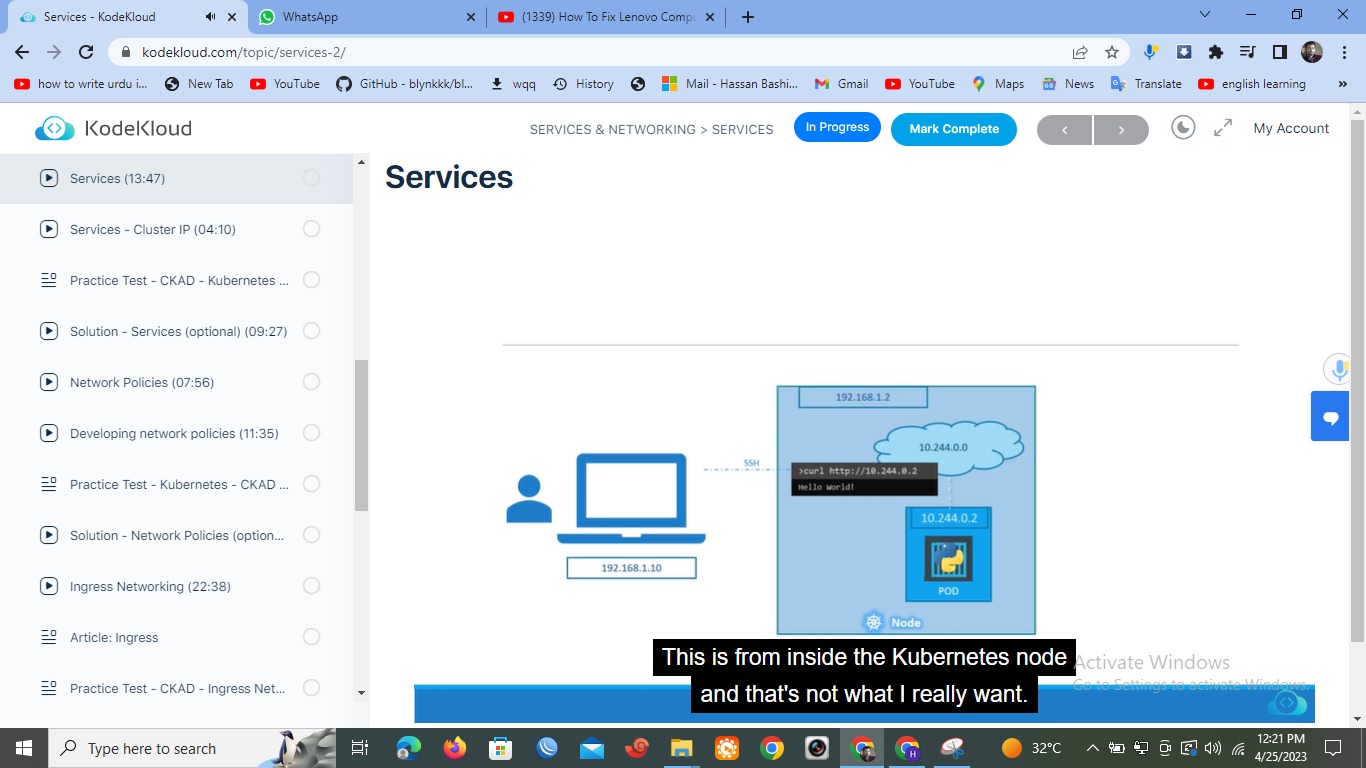 Services - KodeKloud
WhatsApp
(1339) How To Fix Lenovo Compu
kodekloud.com/topic/services-2/
how to write urdu i...
New Tab
YouTube
GitHub - blynkkk/bl...
wqq
History
Mail - Hassan Bashi...
Gmail
YouTube
Maps
News
Translate
english learning
»
KodeKloud
SERVICES & NETWORKING > SERVICES
In Progress
Mark Complete
My Account
Services (13:47)
Services - Cluster IP (04:10)
Practice Test - CKAD - Kubernetes ...
Solution - Services (optional) (09:27)
Network Policies (07:56)
Developing network policies (11:35)
Practice Test - Kubernetes - CKAD ...
Solution - Network Policies (option...
Ingress Networking (22:38)
Article: Ingress
Practice Test - CKAD - Ingress Net...
Services
192.168.1.2
10.244.0.0
SSH
>curl http://10.244.0.2
Hello World!
10.244.0.2
POD
192.168.1.10
Node
This is from inside the Kubernetes node
and that's not what I really want.
Activate Windows
Go to Settings to activate Windows.
Type here to search
32°C
12:21 PM
4/25/2023